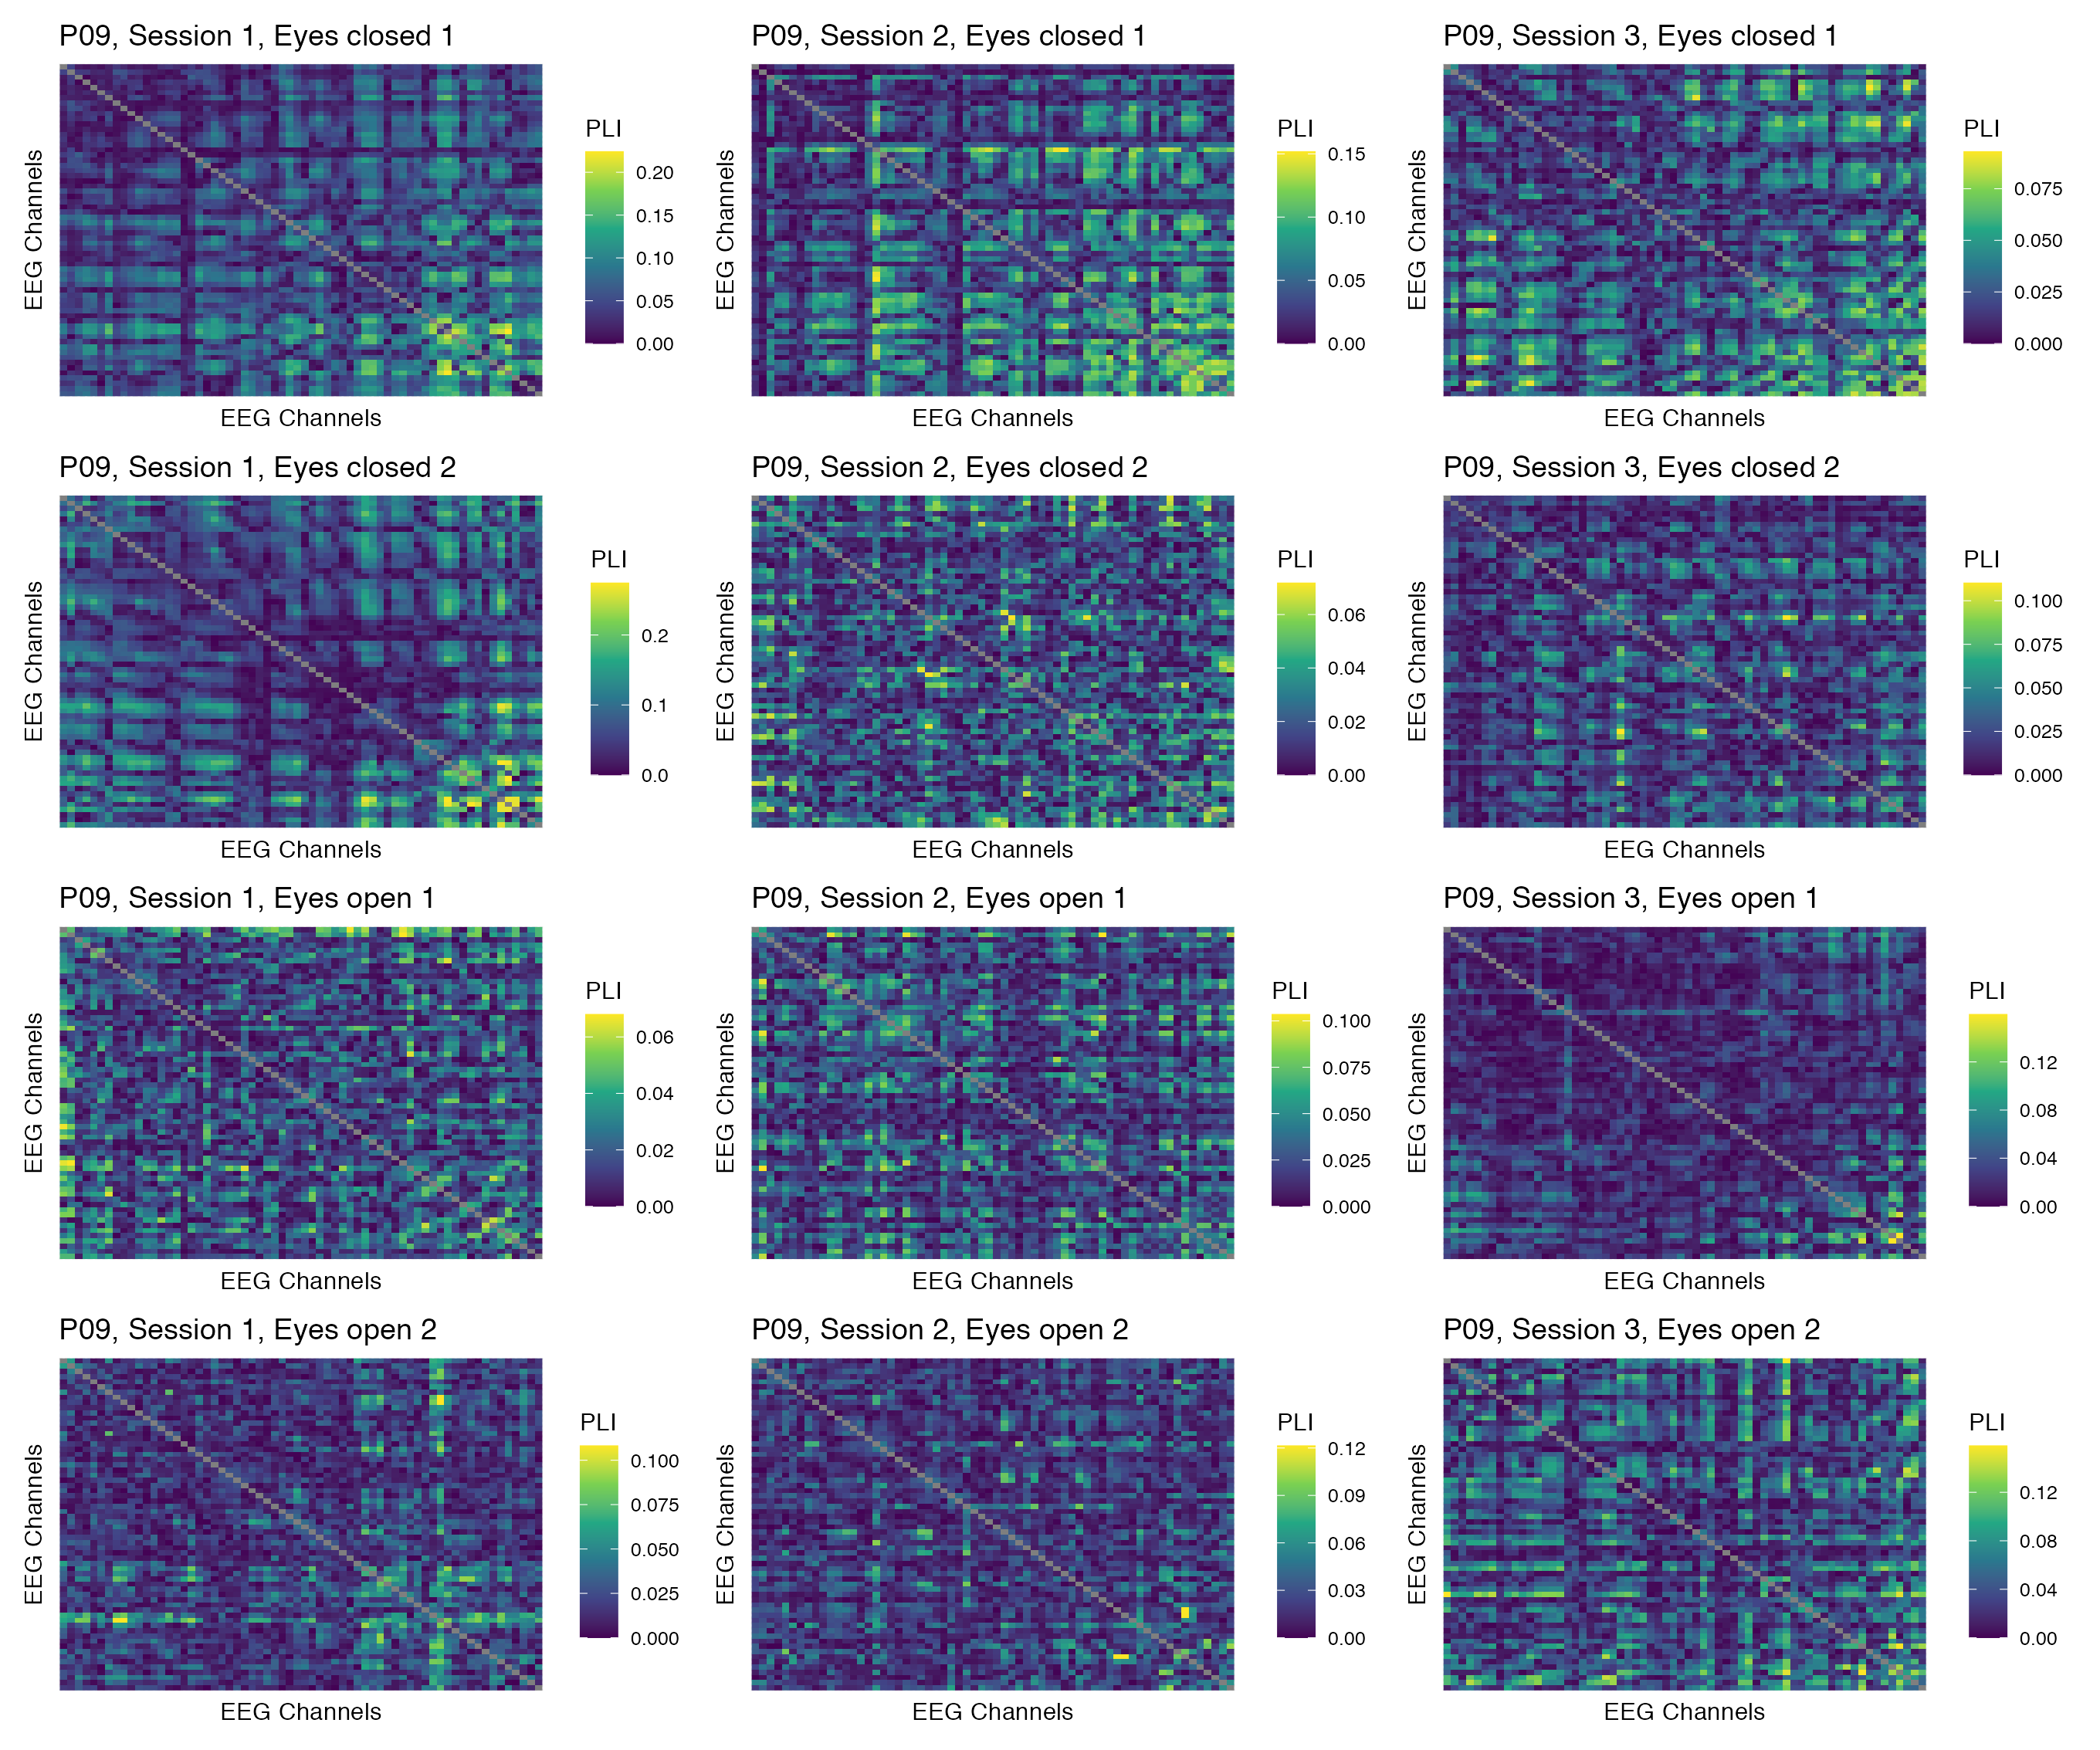 P09, Session 1, Eyes closed 1
P09, Session 2, Eyes closed 1
P09, Session 3, Eyes closed 1
EEG Channels
EEG Channels
PLI
0.20
0.15
0.10
0.05
0.00
EEG Channels
EEG Channels
PLI
0.15
0.10
0.05
0.00
EEG Channels
EEG Channels
PLI
0.075
0.050
0.025
0.000
P09, Session 1, Eyes closed 2
P09, Session 2, Eyes closed 2
P09, Session 3, Eyes closed 2
EEG Channels
EEG Channels
PLI
0.2
0.1
0.0
EEG Channels
EEG Channels
PLI
0.06
0.04
0.02
0.00
EEG Channels
EEG Channels
PLI
0.100
0.075
0.050
0.025
0.000
P09, Session 1, Eyes open 1
P09, Session 2, Eyes open 1
P09, Session 3, Eyes open 1
EEG Channels
EEG Channels
PLI
0.06
0.04
0.02
0.00
EEG Channels
EEG Channels
PLI
0.100
0.075
0.050
0.025
0.000
EEG Channels
EEG Channels
PLI
0.12
0.08
0.04
0.00
P09, Session 1, Eyes open 2
P09, Session 2, Eyes open 2
P09, Session 3, Eyes open 2
EEG Channels
EEG Channels
PLI
0.100
0.075
0.050
0.025
0.000
EEG Channels
EEG Channels
PLI
0.12
0.09
0.06
0.03
0.00
EEG Channels
EEG Channels
PLI
0.12
0.08
0.04
0.00